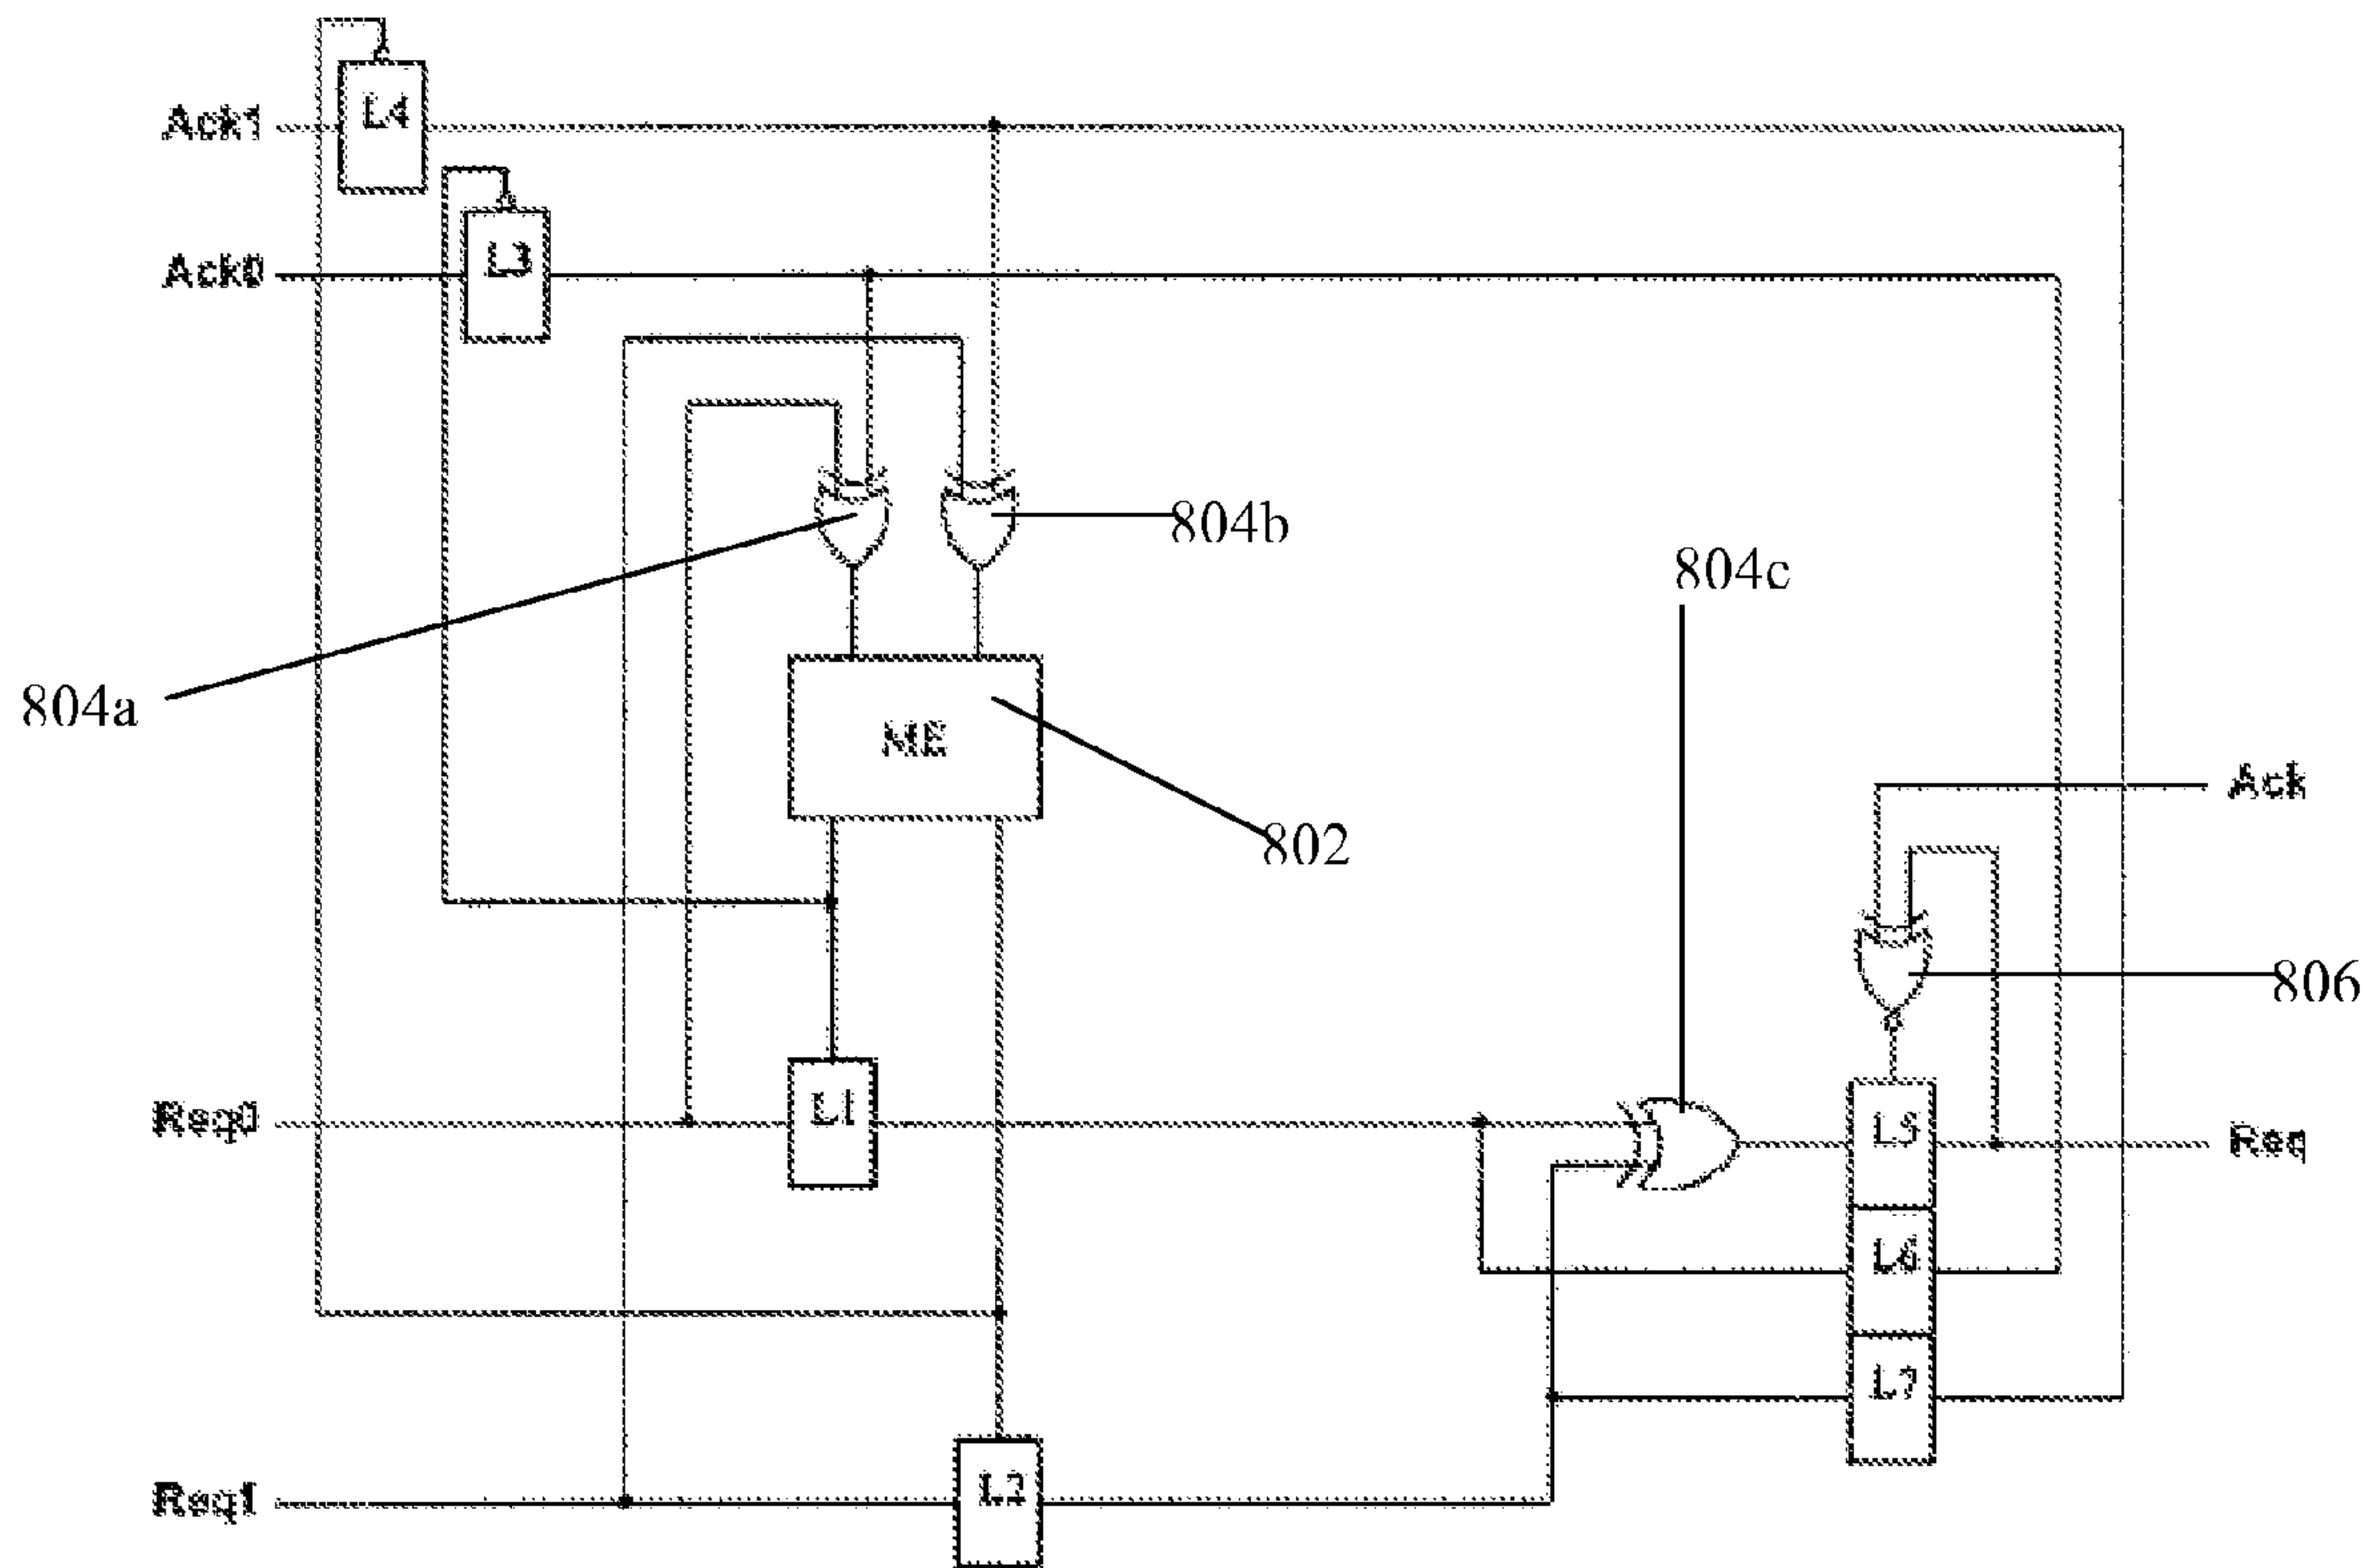 L4
Ack1
L3
Ack0
804b
804c
804a
ME
Ack
802
806
L1
Req0
L5
Req
L6
L7
L2
Req1